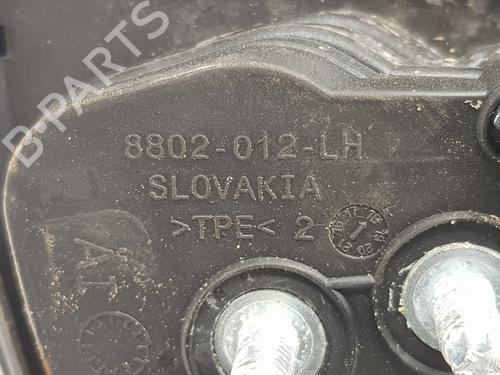 B-PARTS
8802-012-LH
SLOVAKIA
>TPE< 2